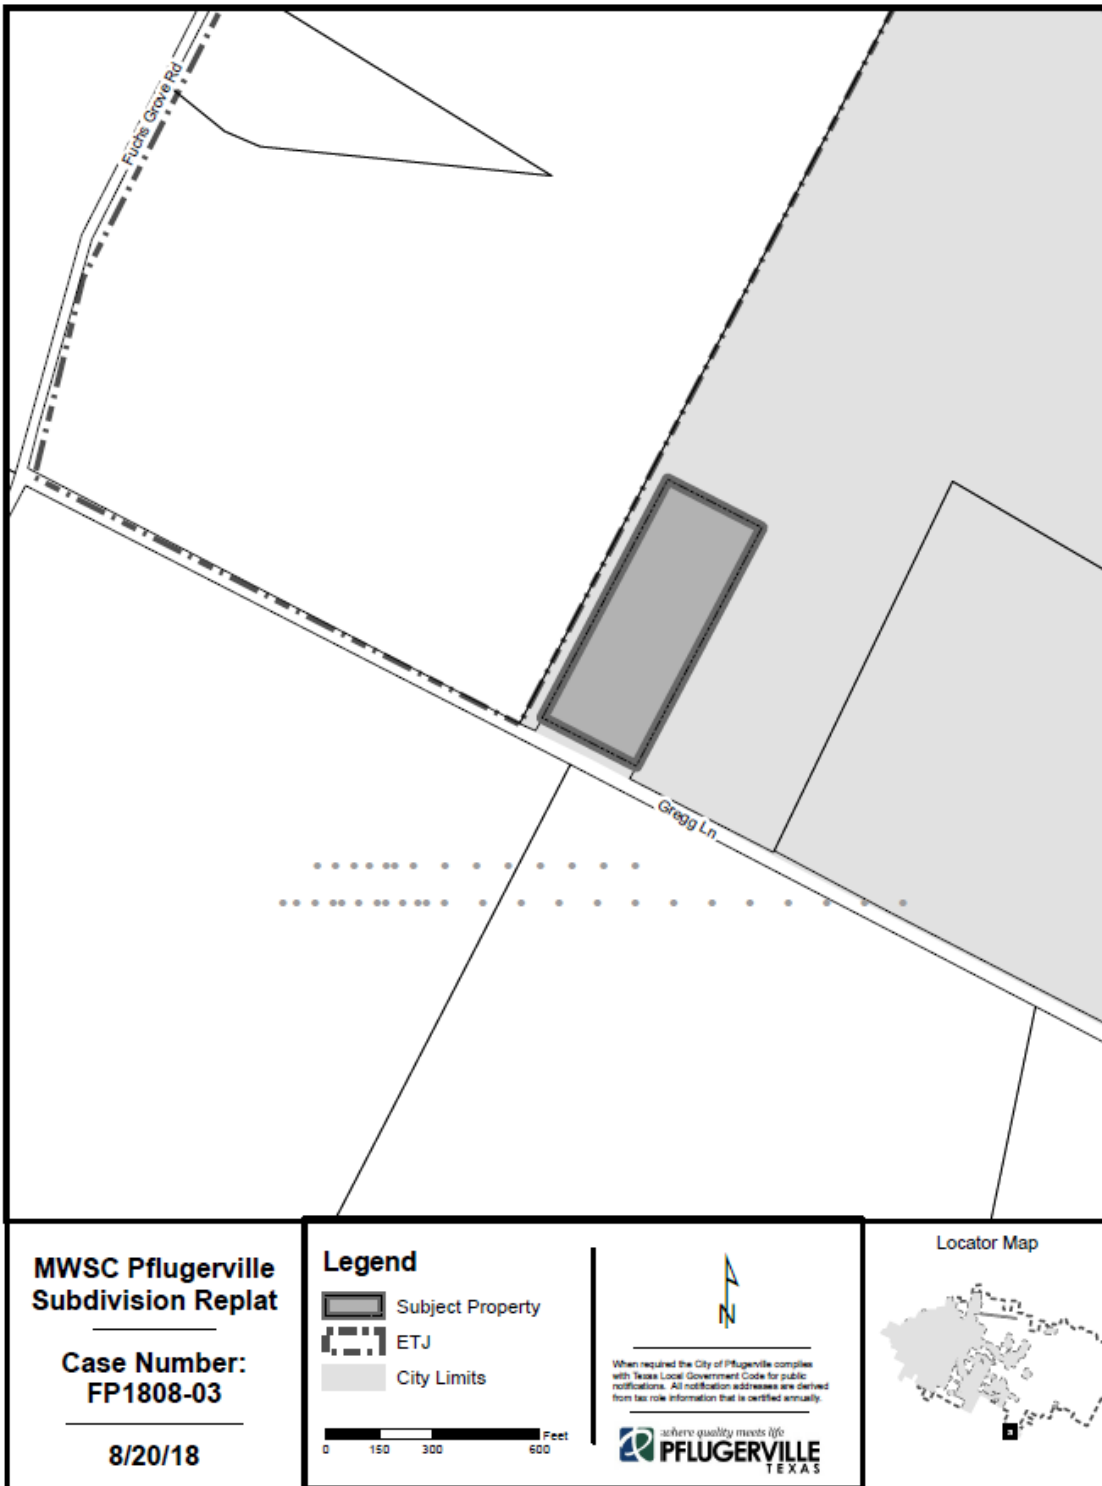 Fuchs Grove Rd
Gregg Ln
MWSC Pflugerville
Subdivision Replat
Case Number:
FP1808-03
8/20/18
Legend
Subject Property
ETJ
City Limits
Feet
0 150 300 600
N
When required the City of Pflugerville complies
with Texas Local Government Code for public
notifications. All notification addresses are derived
from tax role information that is certified annually.
where quality meets life
PFLUGERVILLE
TEXAS
Locator Map